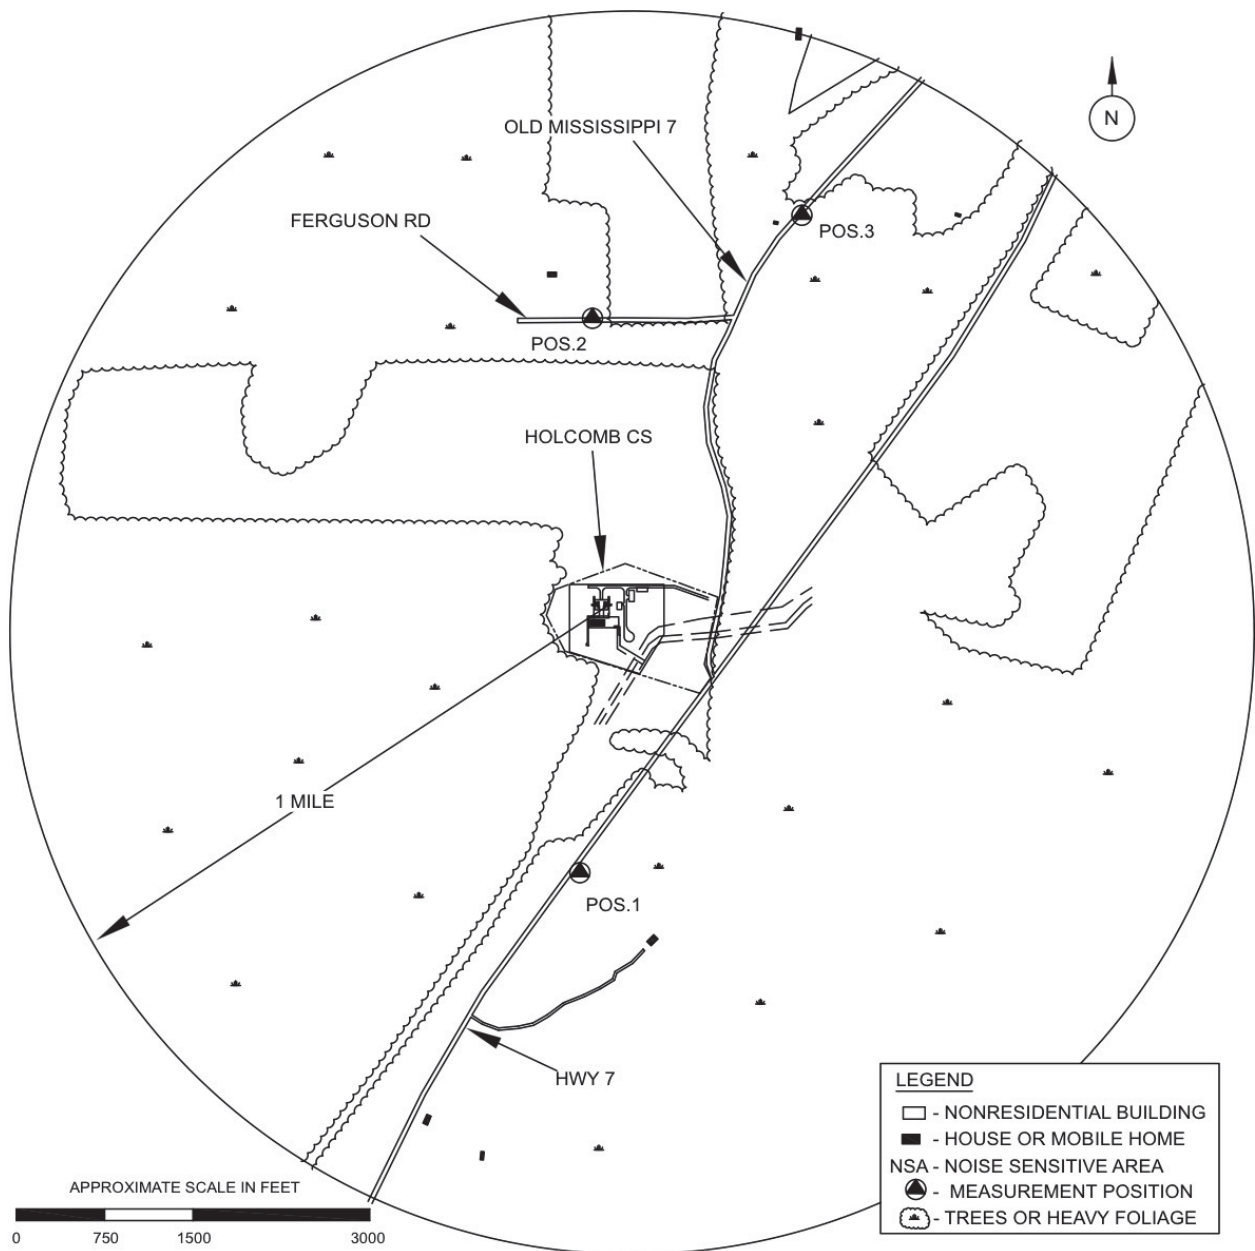 N
OLD MISSISSIPPI 7
FERGUSON RD
POS.3
POS.2
HOLCOMB CS
1 MILE
POS.1
HWY 7
LEGEND
- NONRESIDENTIAL BUILDING
- HOUSE OR MOBILE HOME
NSA - NOISE SENSITIVE AREA
- MEASUREMENT POSITION
- TREES OR HEAVY FOLIAGE
APPROXIMATE SCALE IN FEET
0 750 1500 3000